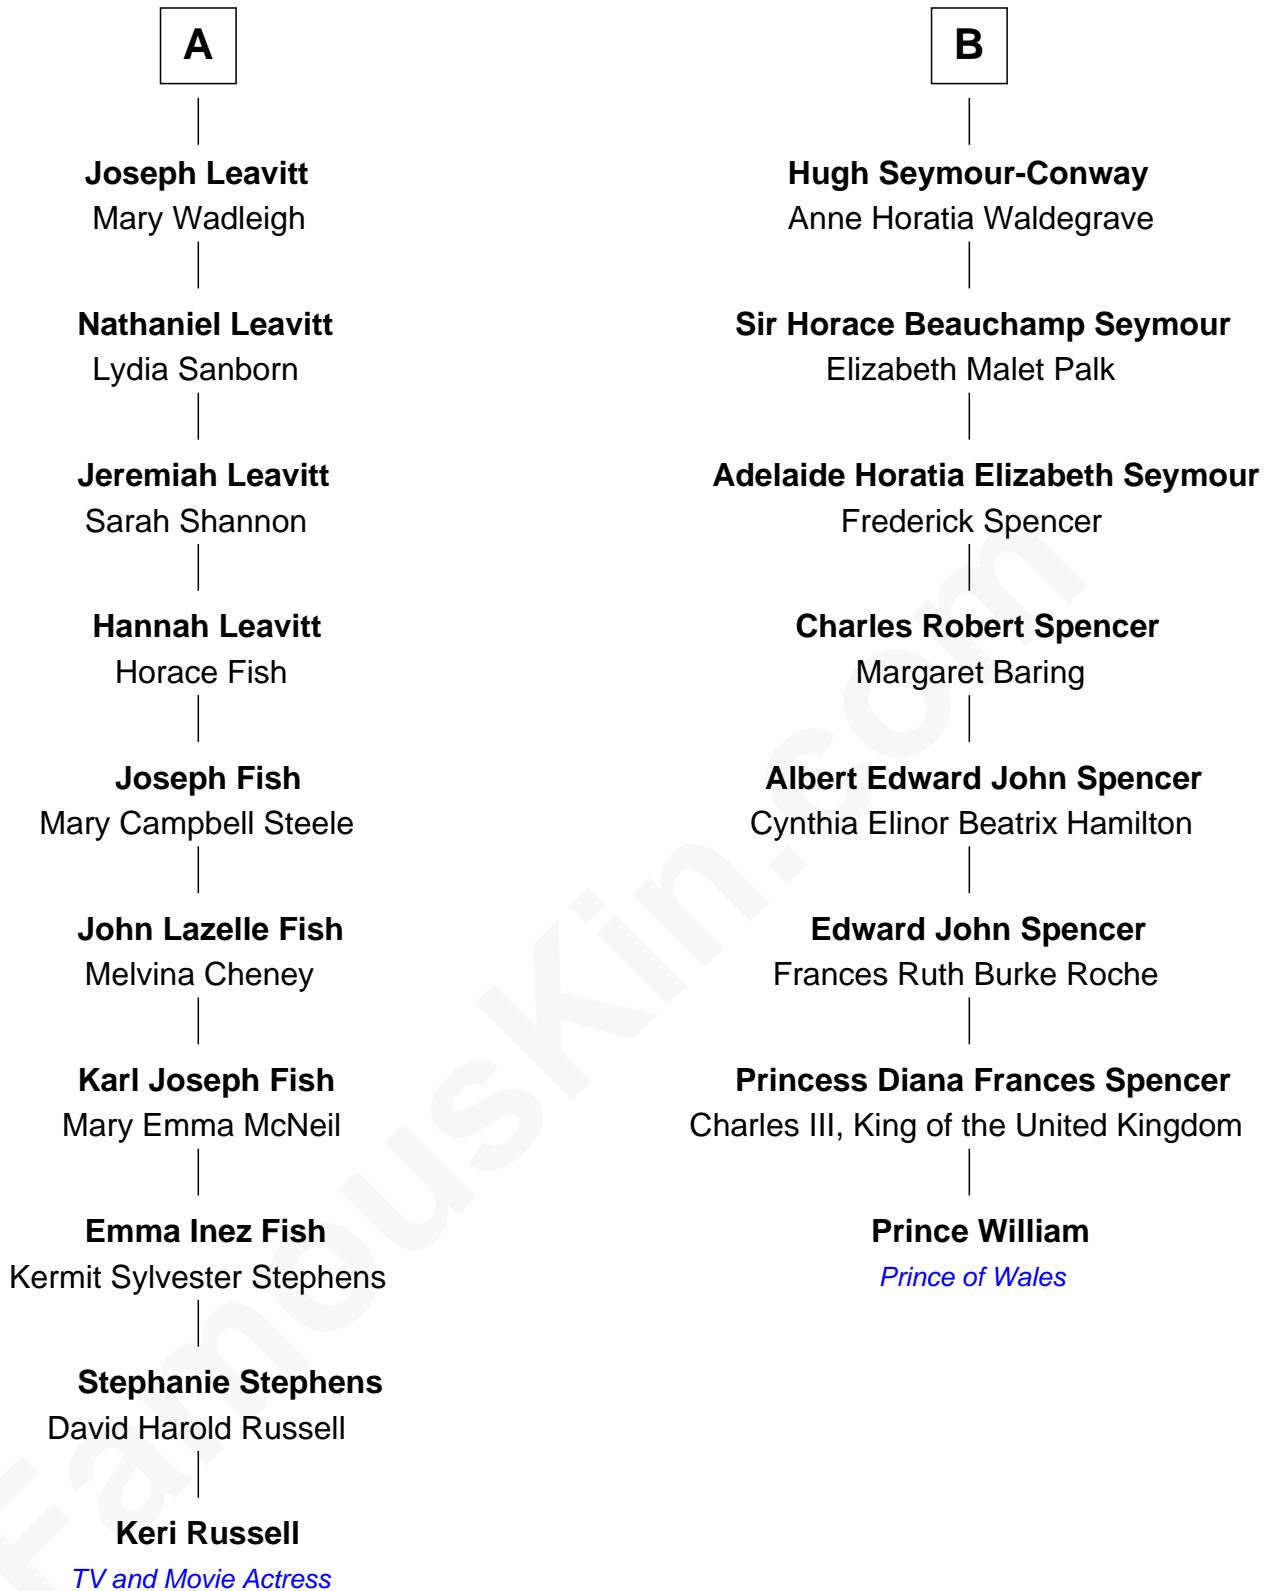 A
Joseph Leavitt
Mary Wadleigh
Nathaniel Leavitt
Lydia Sanborn
Jeremiah Leavitt
Sarah Shannon
Hannah Leavitt
Horace Fish
Joseph Fish
Mary Campbell Steele
John Lazelle Fish
Melvina Cheney
Karl Joseph Fish
Mary Emma McNeil
Emma Inez Fish
Kermit Sylvester Stephens
Stephanie Stephens
David Harold Russell
Keri Russell
TV and Movie Actress
B
Hugh Seymour-Conway
Anne Horatia Waldegrave
Sir Horace Beauchamp Seymour
Elizabeth Malet Palk
Adelaide Horatia Elizabeth Seymour
Frederick Spencer
Charles Robert Spencer
Margaret Baring
Albert Edward John Spencer
Cynthia Elinor Beatrix Hamilton
Edward John Spencer
Frances Ruth Burke Roche
Princess Diana Frances Spencer
Charles III, King of the United Kingdom
Prince William
Prince of Wales
FamousKin.com